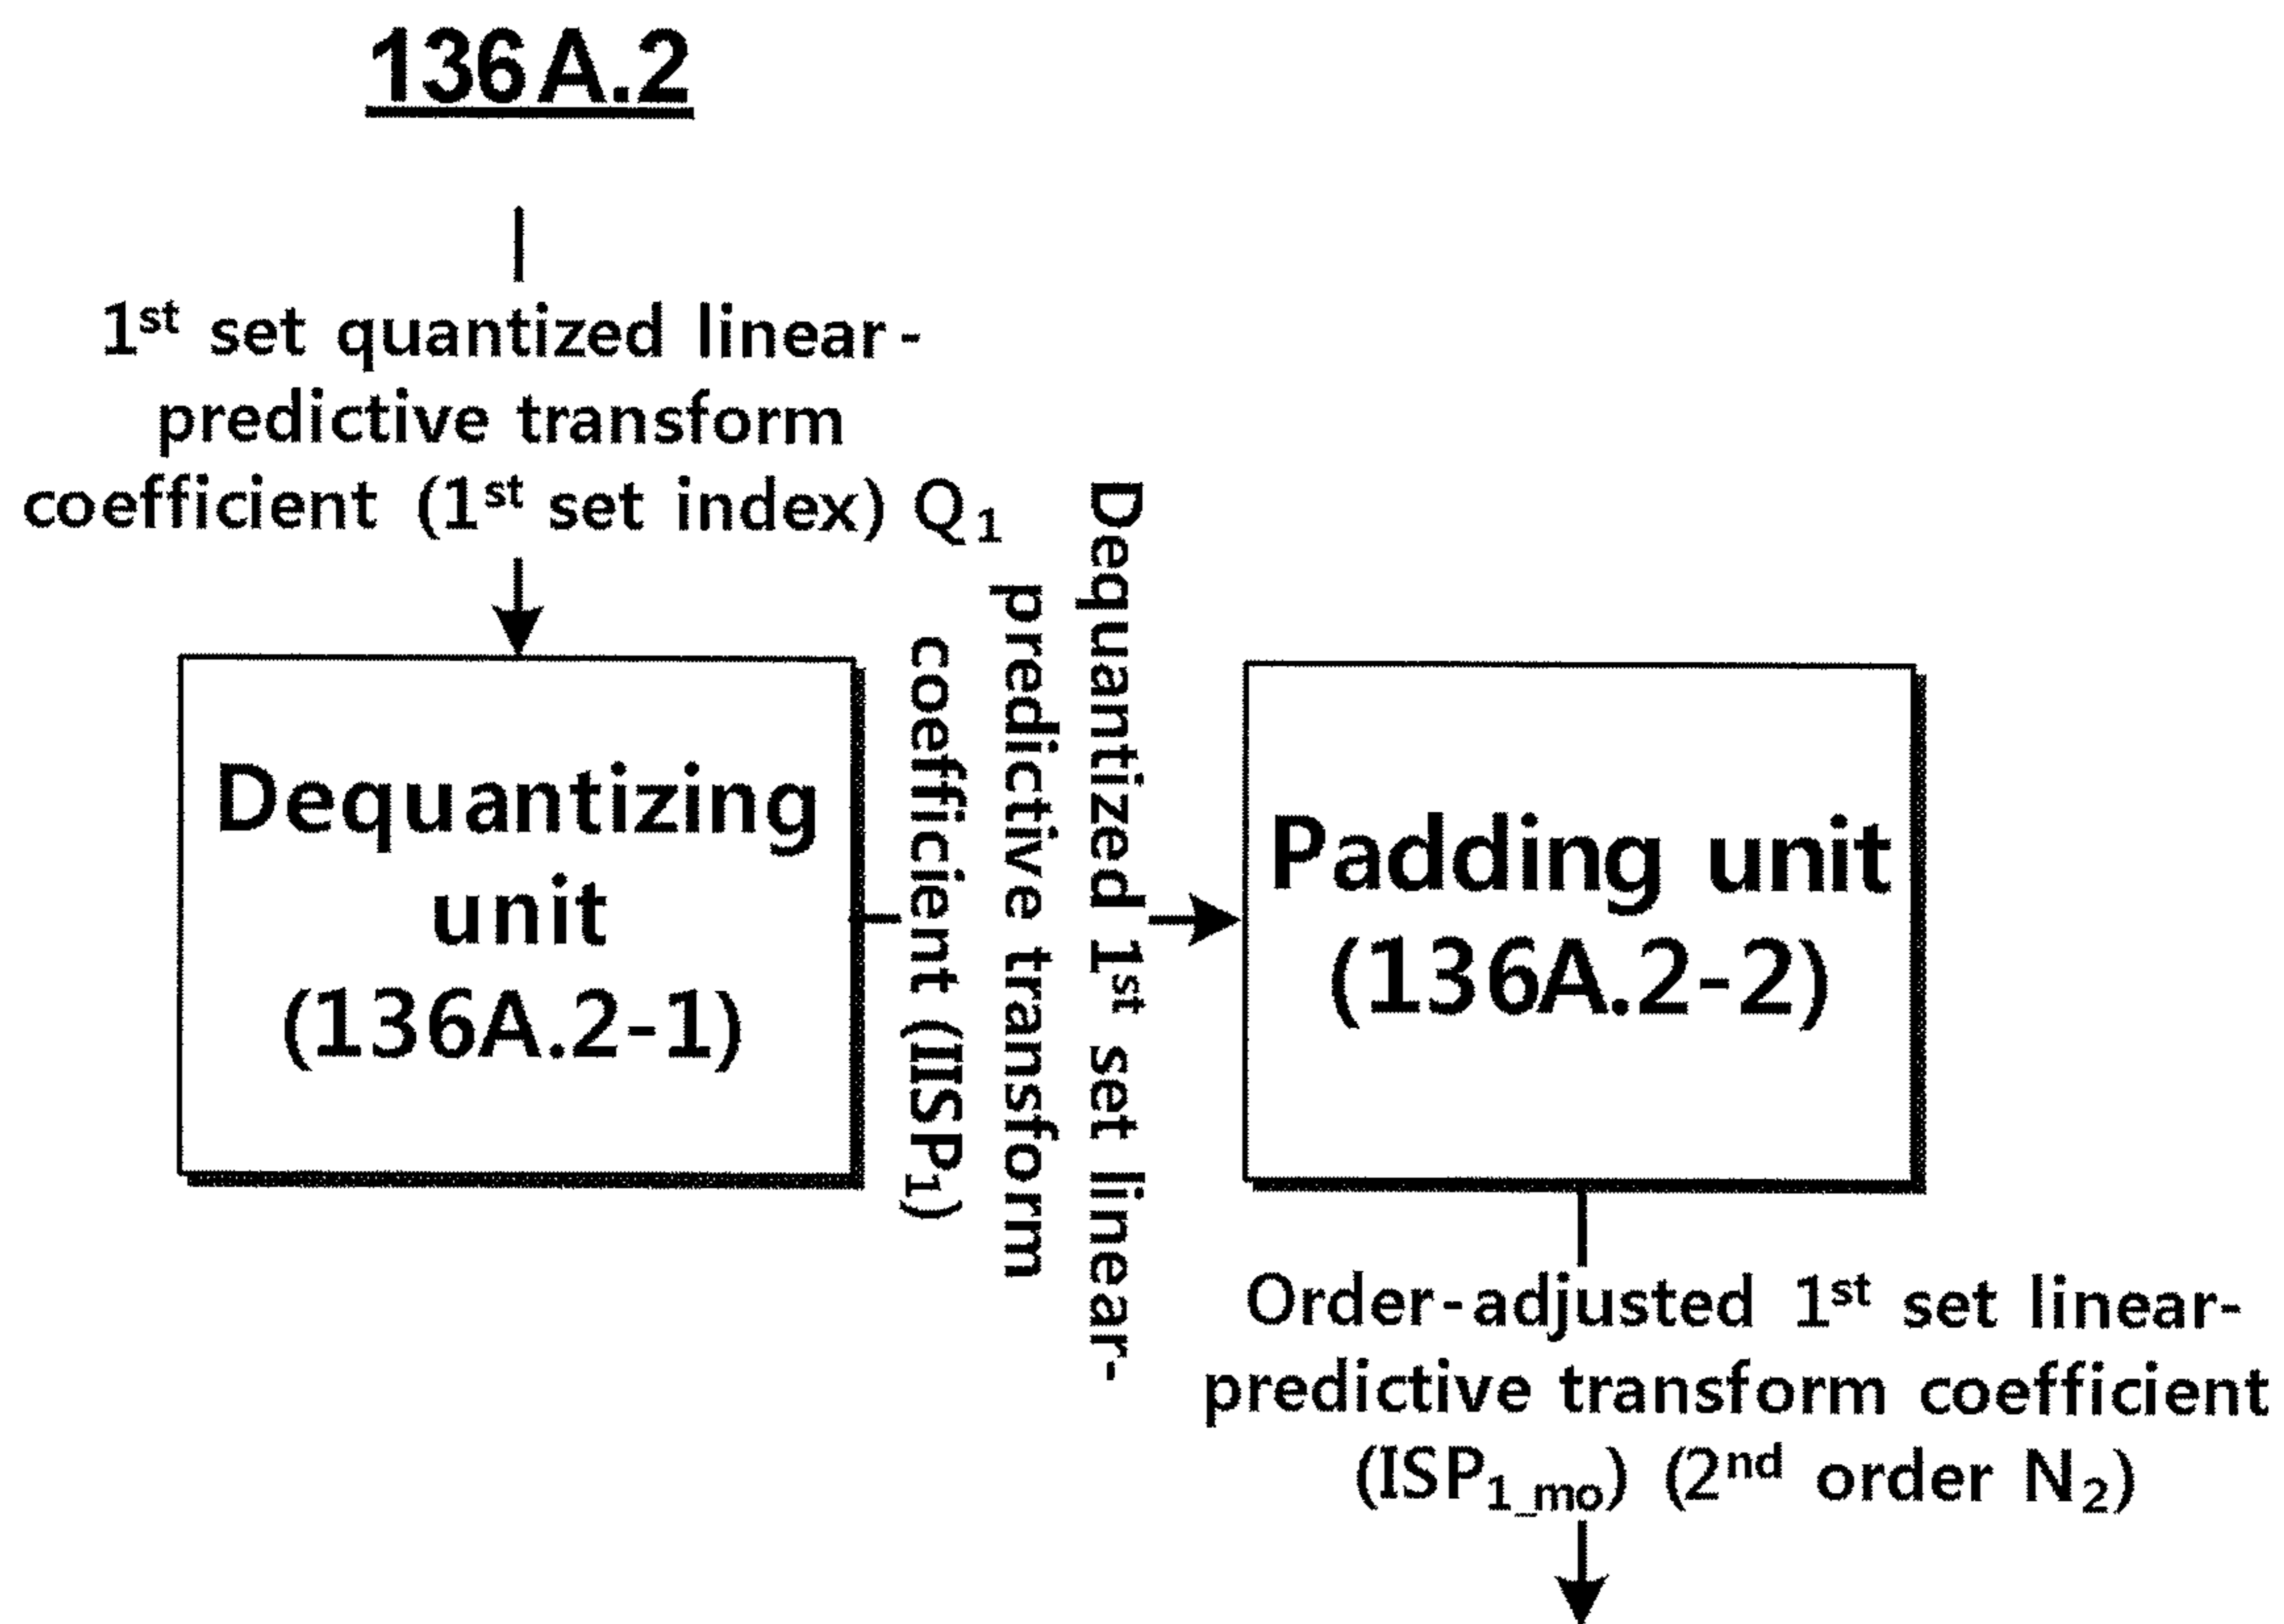 136A.2
1st set quantized linear-
predictive transform
coefficient (1st set index) Q1
Dequantizing
unit
(136A.2-1)
Dequantized 1st set linear-
predictive transform
coefficient (IISP1)
Padding unit
(136A.2-2)
Order-adjusted 1st set linear-
predictive transform coefficient
(ISP1_mo) (2nd order N2)